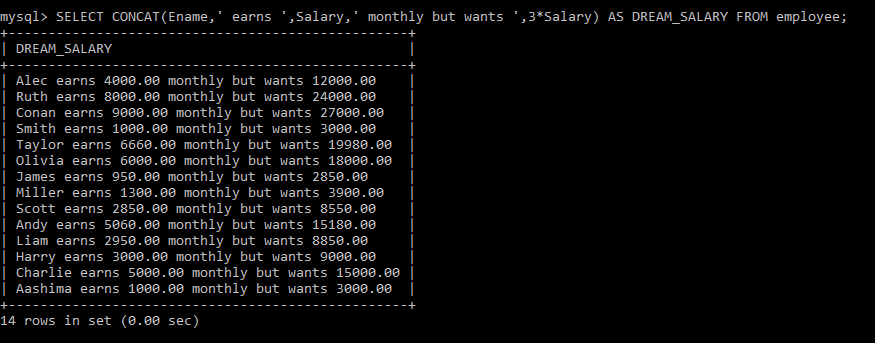 mysql> SELECT CONCAT(Ename,' earns ',Salary,' monthly but wants ',3*Salary) AS DREAM_SALARY FROM employee;
+--------------------------------------------------+
| DREAM_SALARY                                     |
+--------------------------------------------------+
| Alec earns 4000.00 monthly but wants 12000.00    |
| Ruth earns 8000.00 monthly but wants 24000.00    |
| Conan earns 9000.00 monthly but wants 27000.00   |
| Smith earns 1000.00 monthly but wants 3000.00    |
| Taylor earns 6660.00 monthly but wants 19980.00  |
| Olivia earns 6000.00 monthly but wants 18000.00  |
| James earns 950.00 monthly but wants 2850.00     |
| Miller earns 1300.00 monthly but wants 3900.00   |
| Scott earns 2850.00 monthly but wants 8550.00    |
| Andy earns 5060.00 monthly but wants 15180.00    |
| Liam earns 2950.00 monthly but wants 8850.00     |
| Harry earns 3000.00 monthly but wants 9000.00    |
| Charlie earns 5000.00 monthly but wants 15000.00 |
| Aashima earns 1000.00 monthly but wants 3000.00  |
+--------------------------------------------------+
14 rows in set (0.00 sec)